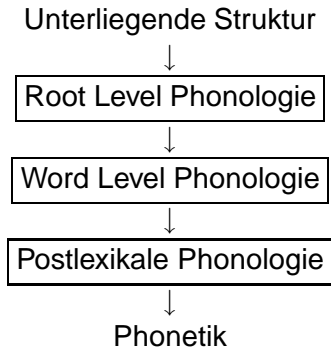 Unterliegende Struktur
↓
Root Level Phonologie
↓
Word Level Phonologie
↓
Postlexikale Phonologie
↓
Phonetik